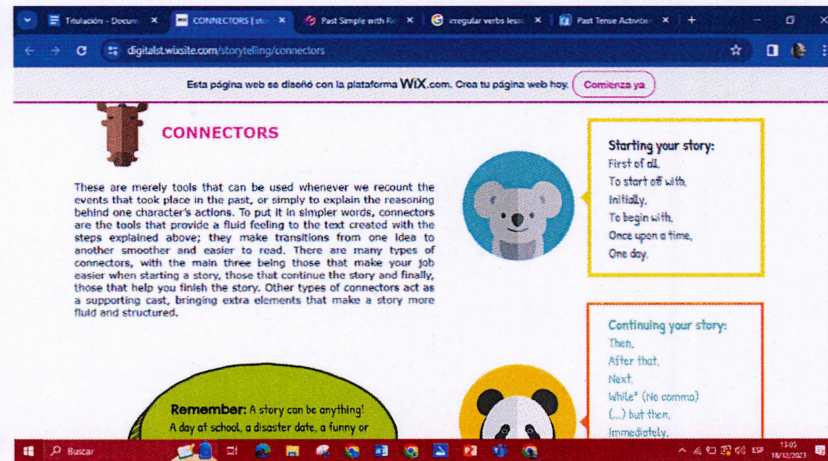 Titulación - Docum
CONNECTORS | st
Past Simple with Re
irregular verbs less
Past Tense Activitie
digitalst.wixsite.com/storytelling/connectors
Esta página web se diseñó con la plataforma WiX.com. Crea tu página web hoy. Comienza ya
CONNECTORS
These are merely tools that can be used whenever we recount the
events that took place in the past, or simply to explain the reasoning
behind one character's actions. To put it in simpler words, connectors
are the tools that provide a fluid feeling to the text created with the
steps explained above; they make transitions from one idea to
another smoother and easier to read. There are many types of
connectors, with the main three being those that make your job
easier when starting a story, those that continue the story and finally,
those that help you finish the story. Other types of connectors act as
a supporting cast, bringing extra elements that make a story more
fluid and structured.
Remember: A story can be anything!
A day at school, a disaster date, a funny or
Starting your story:
First of all,
To start off with,
Initially,
To begin with,
Once upon a time,
One day,
Continuing your story:
Then,
After that,
Next,
While* (No comma)
(...) but then,
Immediately,
Buscar
ESP
13:05
18/12/2023